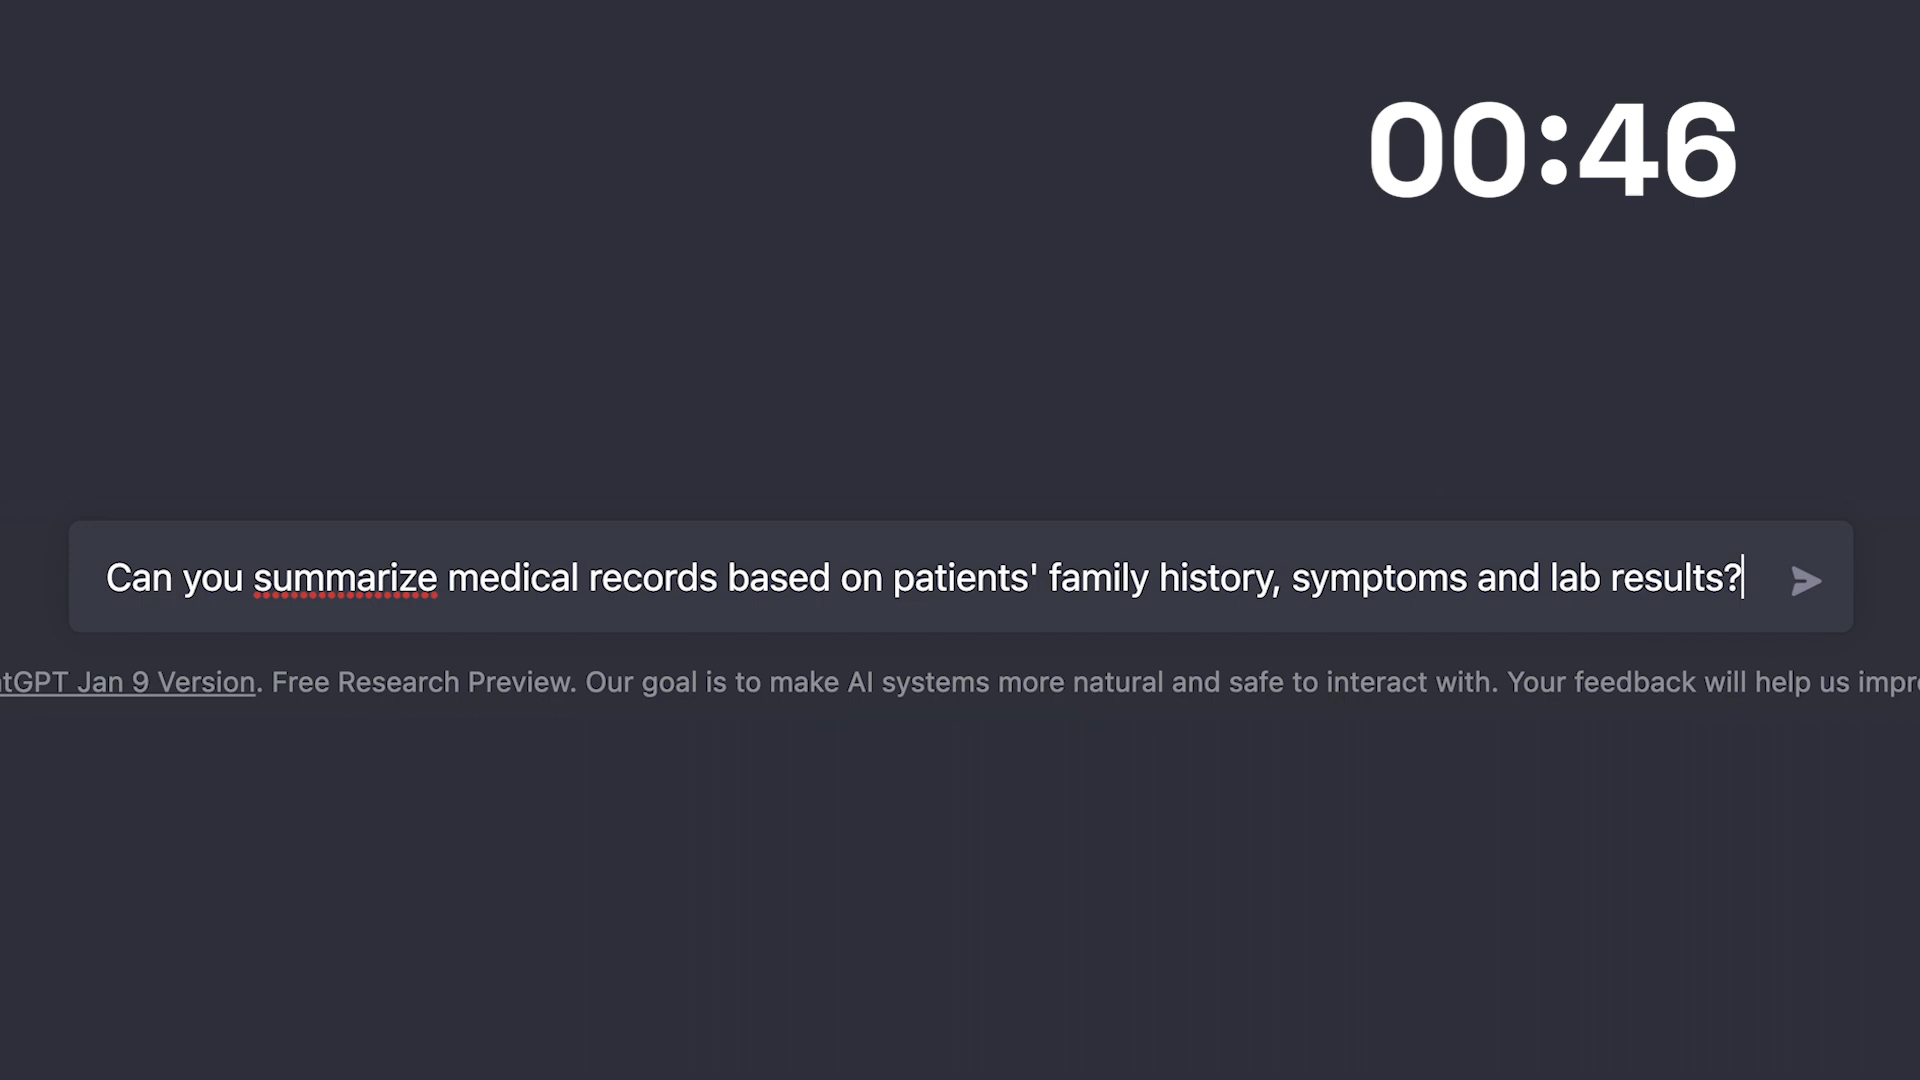 00:46
Can you summarize medical records based on patients' family history, symptoms and lab results?
Jan 9 Version. Free Research Preview. Our goal is to make AI systems more natural and safe to interact with. Your feedback will help us